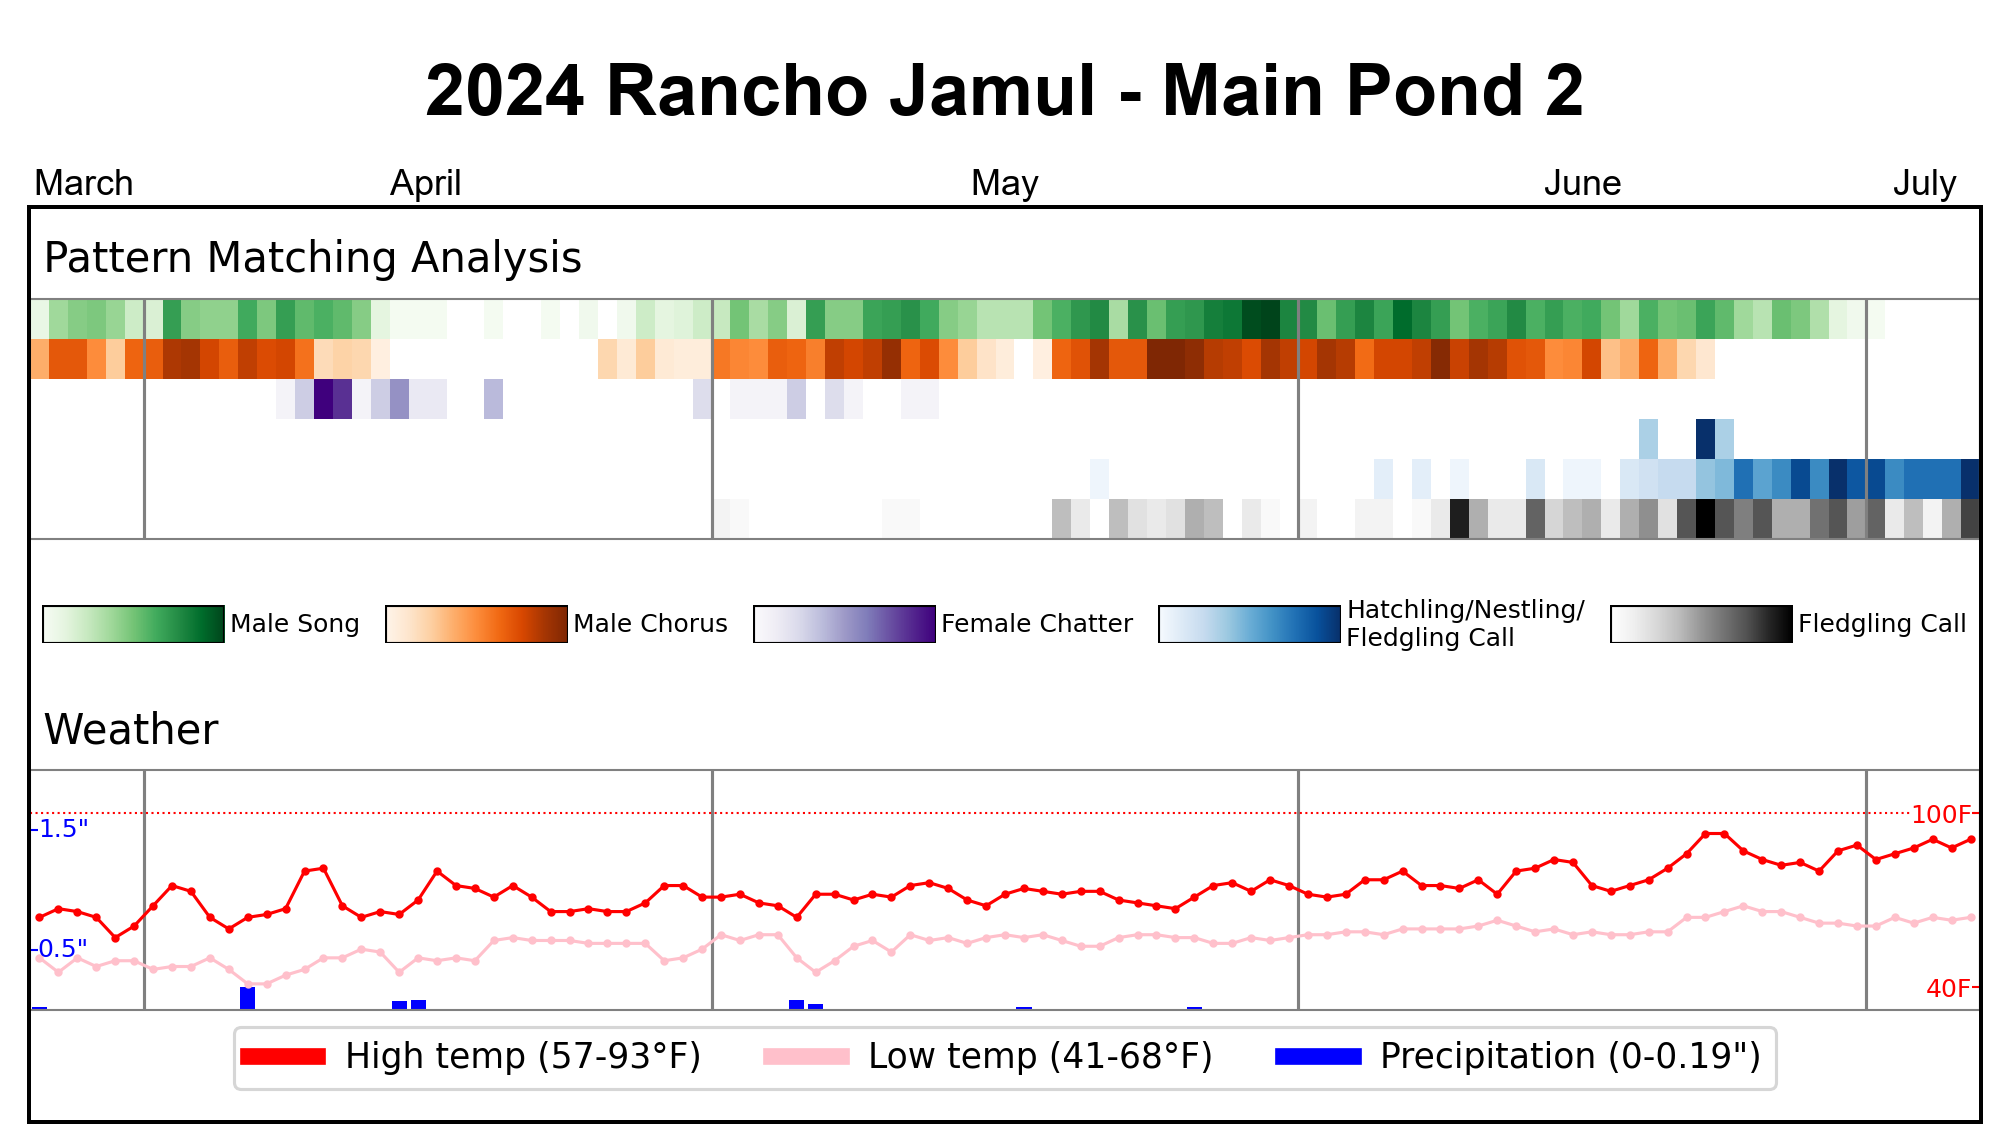 2024 Rancho Jamul - Main Pond 2
March April May June July
Pattern Matching Analysis
Male Song Male Chorus Female Chatter Hatchling/Nestling/
Fledgling Call Fledgling Call
Weather
1.5" 100F
0.5"
40F
High temp (57-93°F) Low temp (41-68°F) Precipitation (0-0.19")